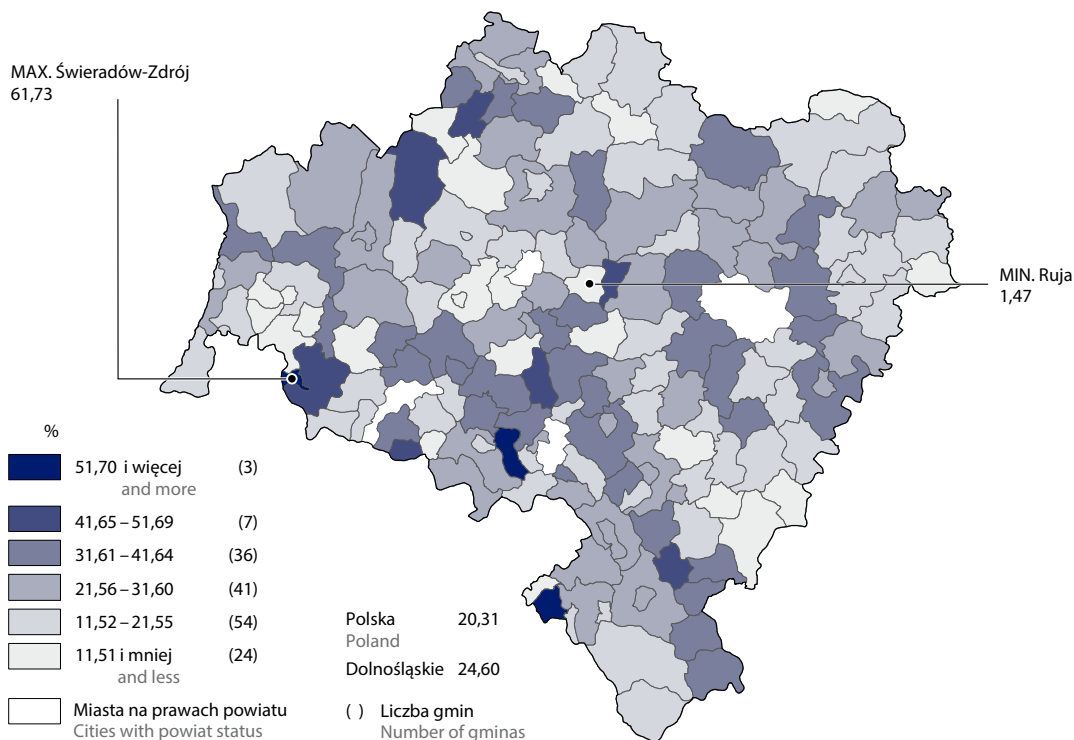 MAX. Świeradów-Zdrój
61,73
MIN. Ruja
1,47
%
51,70 i więcej (3)
and more
41,65 – 51,69 (7)
31,61 – 41,64 (36)
21,56 – 31,60 (41)
11,52 – 21,55 (54)
11,51 i mniej (24)
and less
Miasta na prawach powiatu
Cities with powiat status
Polska 20,31
Poland
Dolnośląskie 24,60
( ) Liczba gmin
Number of gminas